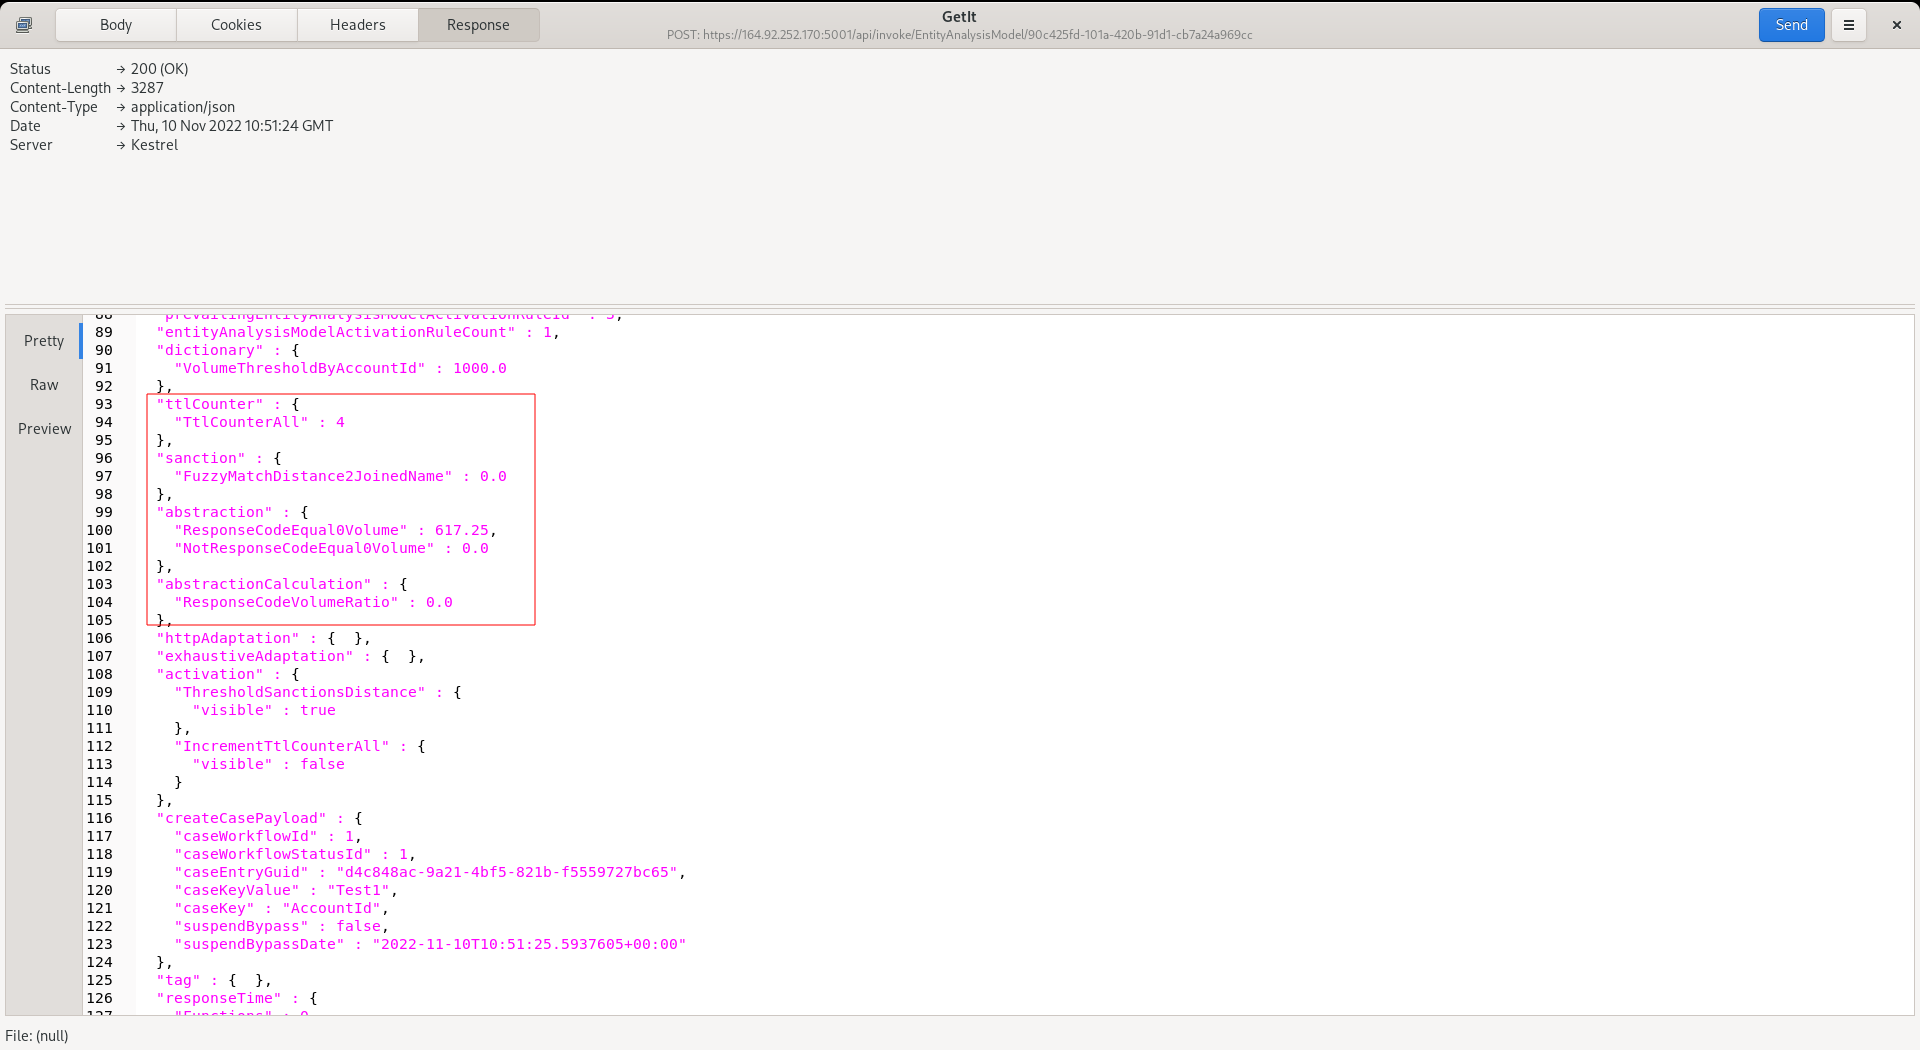 Body
Cookies
Headers
Response
GetIt
POST: https://164.92.252.170:5001/api/invoke/EntityAnalysisModel/90c425fd-101a-420b-91d1-cb7a24a969cc
Send
Status → 200 (OK)
Content-Length → 3287
Content-Type → application/json
Date → Thu, 10 Nov 2022 10:51:24 GMT
Server → Kestrel
Pretty
Raw
Preview
88 "prevailingEntityAnalysisModelActivationRuleId" : 5,
89 "entityAnalysisModelActivationRuleCount" : 1,
90 "dictionary" : {
91 "VolumeThresholdByAccountId" : 1000.0
92 },
93 "ttlCounter" : {
94 "TtlCounterAll" : 4
95 },
96 "sanction" : {
97 "FuzzyMatchDistance2JoinedName" : 0.0
98 },
99 "abstraction" : {
100 "ResponseCodeEqual0Volume" : 617.25,
101 "NotResponseCodeEqual0Volume" : 0.0
102 },
103 "abstractionCalculation" : {
104 "ResponseCodeVolumeRatio" : 0.0
105 },
106 "httpAdaptation" : {  },
107 "exhaustiveAdaptation" : {  },
108 "activation" : {
109 "ThresholdSanctionsDistance" : {
110 "visible" : true
111 },
112 "IncrementTtlCounterAll" : {
113 "visible" : false
114 }
115 },
116 "createCasePayload" : {
117 "caseWorkflowId" : 1,
118 "caseWorkflowStatusId" : 1,
119 "caseEntryGuid" : "d4c848ac-9a21-4bf5-821b-f5559727bc65",
120 "caseKeyValue" : "Test1",
121 "caseKey" : "AccountId",
122 "suspendBypass" : false,
123 "suspendBypassDate" : "2022-11-10T10:51:25.5937605+00:00"
124 },
125 "tag" : {  },
126 "responseTime" : {
127 "Functions" : 0
File: (null)